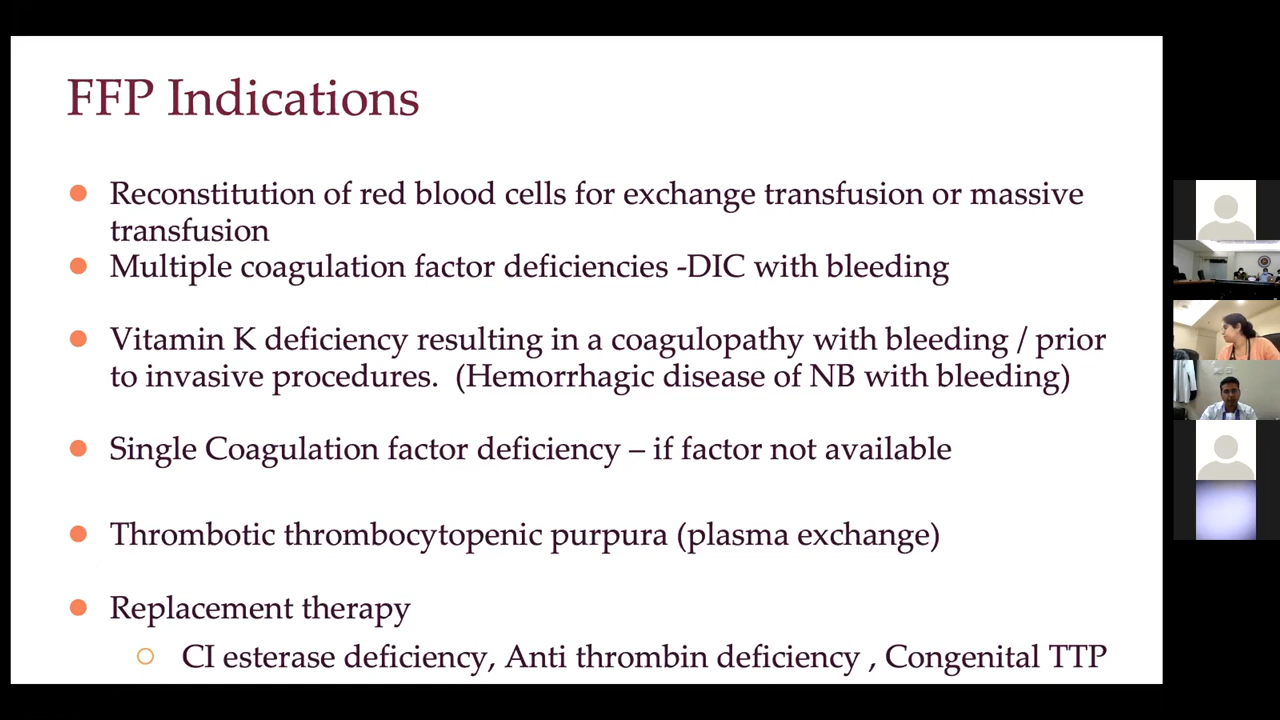 FFP Indications
Reconstitution of red blood cells for exchange transfusion or massive
transfusion
Multiple coagulation factor deficiencies -DIC with bleeding
Vitamin K deficiency resulting in a coagulopathy with bleeding / prior
to invasive procedures. (Hemorrhagic disease of NB with bleeding)
Single Coagulation factor deficiency – if factor not available
Thrombotic thrombocytopenic purpura (plasma exchange)
Replacement therapy
CI esterase deficiency, Anti thrombin deficiency , Congenital TTP